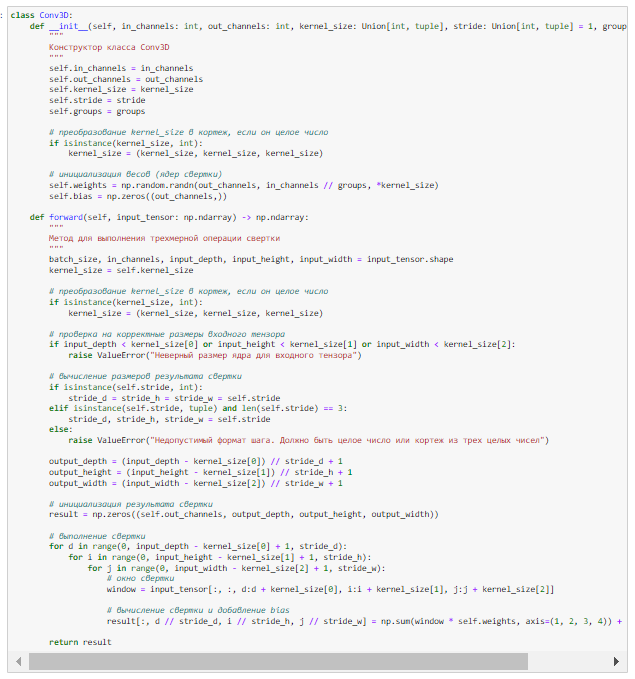 : class Conv3D:
    def __init__(self, in_channels: int, out_channels: int, kernel_size: Union[int, tuple], stride: Union[int, tuple] = 1, group
        """
        Конструктор класса Conv3D
        """
        self.in_channels = in_channels
        self.out_channels = out_channels
        self.kernel_size = kernel_size
        self.stride = stride
        self.groups = groups

        # преобразование kernel_size в кортеж, если он целое число
        if isinstance(kernel_size, int):
            kernel_size = (kernel_size, kernel_size, kernel_size)

        # инициализация весов (ядер свертки)
        self.weights = np.random.randn(out_channels, in_channels // groups, *kernel_size)
        self.bias = np.zeros((out_channels,))

    def forward(self, input_tensor: np.ndarray) -> np.ndarray:
        """
        Метод для выполнения трехмерной операции свертки
        """
        batch_size, in_channels, input_depth, input_height, input_width = input_tensor.shape
        kernel_size = self.kernel_size

        # преобразование kernel_size в кортеж, если он целое число
        if isinstance(kernel_size, int):
            kernel_size = (kernel_size, kernel_size, kernel_size)

        # проверка на корректные размеры входного тензора
        if input_depth < kernel_size[0] or input_height < kernel_size[1] or input_width < kernel_size[2]:
            raise ValueError("Неверный размер ядра для входного тензора")

        # вычисление размеров результата свертки
        if isinstance(self.stride, int):
            stride_d = stride_h = stride_w = self.stride
        elif isinstance(self.stride, tuple) and len(self.stride) == 3:
            stride_d, stride_h, stride_w = self.stride
        else:
            raise ValueError("Недопустимый формат шага. Должно быть целое число или кортеж из трех целых чисел")

        output_depth = (input_depth - kernel_size[0]) // stride_d + 1
        output_height = (input_height - kernel_size[1]) // stride_h + 1
        output_width = (input_width - kernel_size[2]) // stride_w + 1

        # инициализация результата свертки
        result = np.zeros((self.out_channels, output_depth, output_height, output_width))

        # выполнение свертки
        for d in range(0, input_depth - kernel_size[0] + 1, stride_d):
            for i in range(0, input_height - kernel_size[1] + 1, stride_h):
                for j in range(0, input_width - kernel_size[2] + 1, stride_w):
                    # окно свертки
                    window = input_tensor[:, :, d:d + kernel_size[0], i:i + kernel_size[1], j:j + kernel_size[2]]

                    # вычисление свертки и добавление bias
                    result[:, d // stride_d, i // stride_h, j // stride_w] = np.sum(window * self.weights, axis=(1, 2, 3, 4)) +

        return result